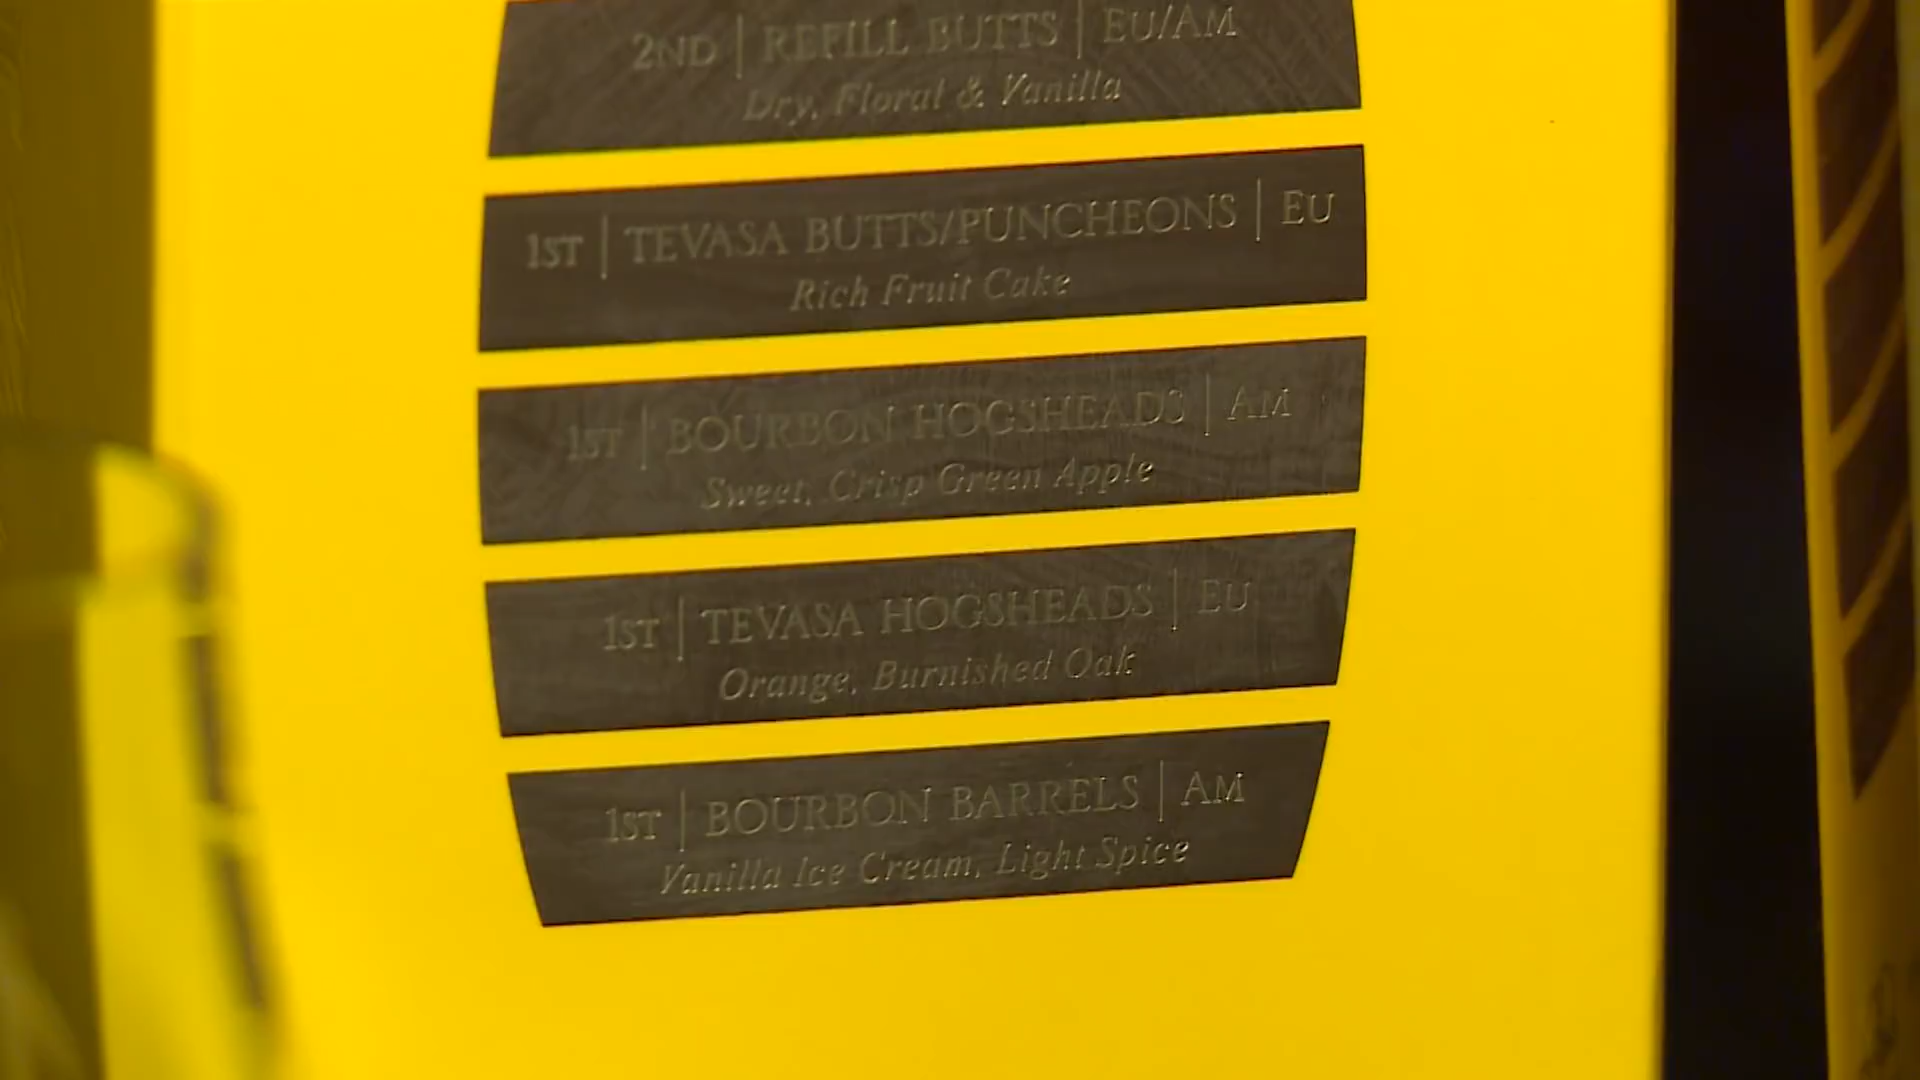 2ND | REFILL BUTTS | EU/AM
Dry, Floral & Vanilla
1ST | TEVASA BUTTS/PUNCHEONS | EU
Rich Fruit Cake
1ST | BOURBON HOGSHEADS | AM
Sweet, Crisp Green Apple
1ST | TEVASA HOGSHEADS | EU
Orange, Burnished Oak
1ST | BOURBON BARRELS | AM
Vanilla Ice Cream, Light Spice